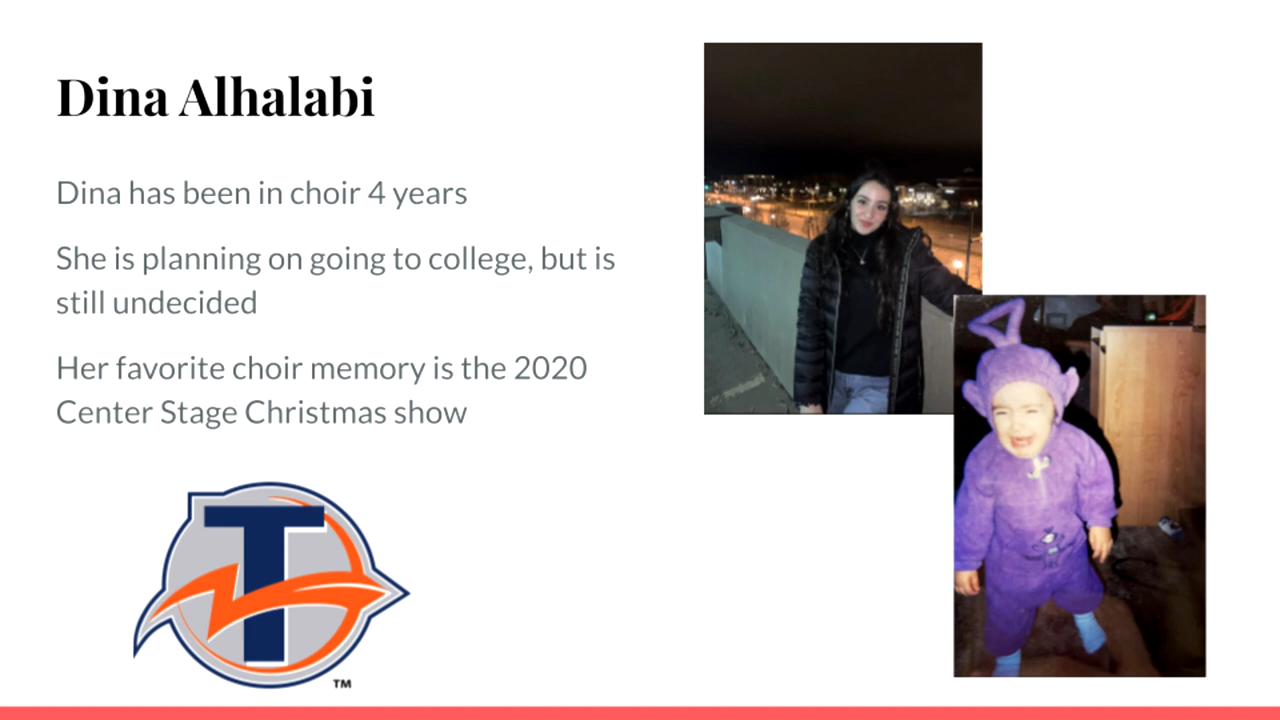 Dina Alhalabi
Dina has been in choir 4 years
She is planning on going to college, but is
still undecided
Her favorite choir memory is the 2020
Center Stage Christmas show
T
TM